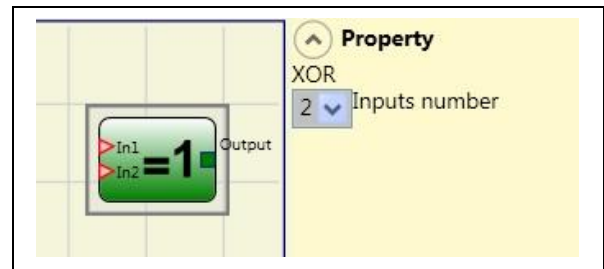 Property
XOR
2 Inputs number
In1
In2
=1
Output